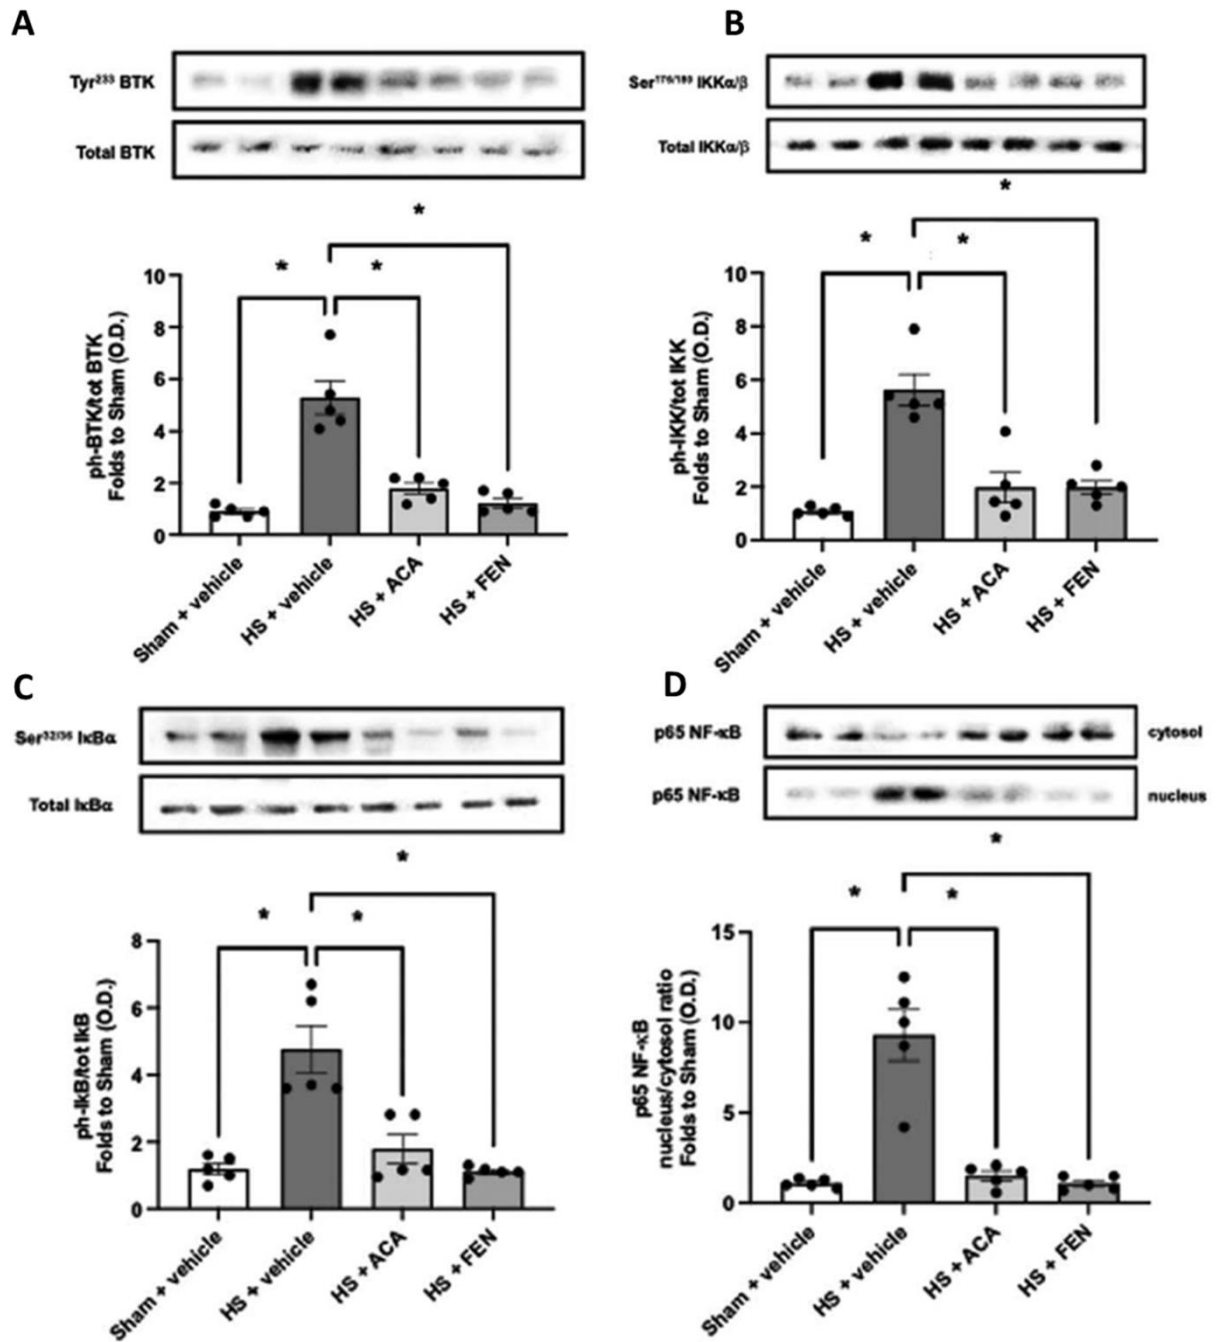 A
Tyr²³³ BTK
Total BTK
*
*
*
ph-BTK/tot BTK
Folds to Sham (O.D.)
10
8
6
4
2
0
Sham + vehicle
HS + vehicle
HS + ACA
HS + FEN
B
IKKα/β
Total IKKα/β
*
*
*
ph-IKK/tot IKK
Folds to Sham (O.D.)
10
8
6
4
2
0
Sham + vehicle
HS + vehicle
HS + ACA
HS + FEN
C
Ser³²/³⁶ IκBα
Total IκBα
*
*
*
ph-IkB/tot IkB
Folds to Sham (O.D.)
8
6
4
2
0
Sham + vehicle
HS + vehicle
HS + ACA
HS + FEN
D
p65 NF-κB
cytosol
p65 NF-κB
nucleus
*
*
*
p65 NF-κB
nucleus/cytosol ratio
Folds to Sham (O.D.)
15
10
5
0
Sham + vehicle
HS + vehicle
HS + ACA
HS + FEN